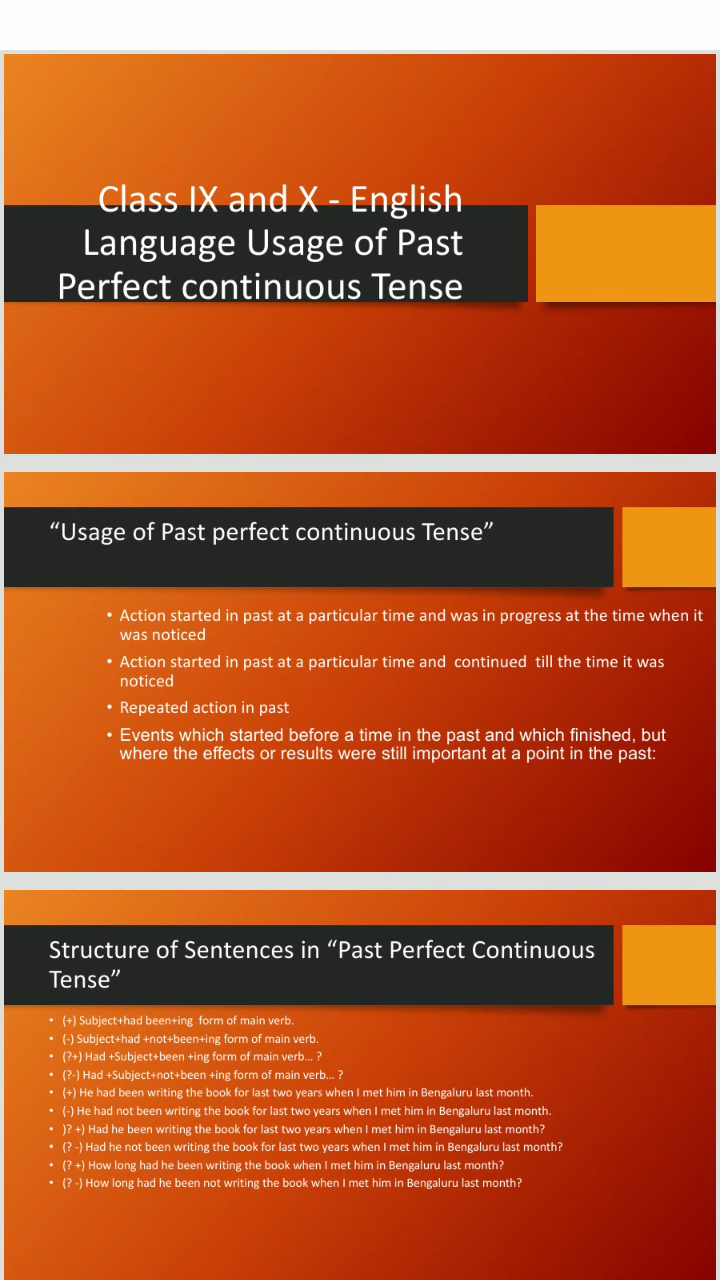 Class IX and X - English
Language Usage of Past
Perfect continuous Tense
“Usage of Past perfect continuous Tense”
• Action started in past at a particular time and was in progress at the time when it
was noticed
• Action started in past at a particular time and  continued  till the time it was
noticed
• Repeated action in past
• Events which started before a time in the past and which finished, but
where the effects or results were still important at a point in the past:
Structure of Sentences in “Past Perfect Continuous
Tense”
• (+) Subject+had been+ing  form of main verb.
• (-) Subject+had +not+been+ing form of main verb.
• (?+) Had +Subject+been +ing form of main verb... ?
• (?-) Had +Subject+not+been +ing form of main verb... ?
• (+) He had been writing the book for last two years when I met him in Bengaluru last month.
• (-) He had not been writing the book for last two years when I met him in Bengaluru last month.
• )? +) Had he been writing the book for last two years when I met him in Bengaluru last month?
• (? -) Had he not been writing the book for last two years when I met him in Bengaluru last month?
• (? +) How long had he been writing the book when I met him in Bengaluru last month?
• (? -) How long had he been not writing the book when I met him in Bengaluru last month?